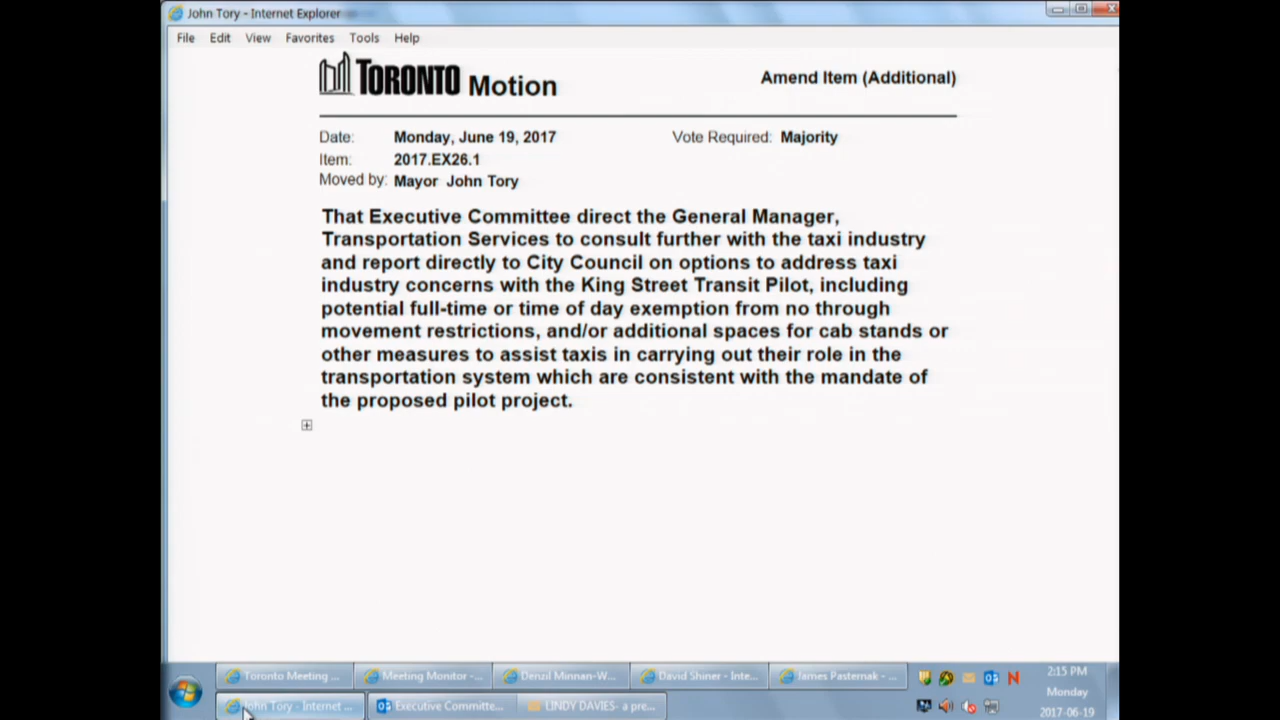 John Tory - Internet Explorer
File Edit View Favorites Tools Help
TORONTO Motion
Amend Item (Additional)
Date: Monday, June 19, 2017
Vote Required: Majority
Item: 2017.EX26.1
Moved by: Mayor John Tory
That Executive Committee direct the General Manager,
Transportation Services to consult further with the taxi industry
and report directly to City Council on options to address taxi
industry concerns with the King Street Transit Pilot, including
potential full-time or time of day exemption from no through
movement restrictions, and/or additional spaces for cab stands or
other measures to assist taxis in carrying out their role in the
transportation system which are consistent with the mandate of
the proposed pilot project.
Toronto Meeting ... Meeting Monitor -... Denzil Minnan-W... David Shiner - Inte... James Pasternak - ...
John Tory - Internet ... Executive Committe... LINDY DAVIES- a pre...
2:15 PM
Monday
2017-06-19